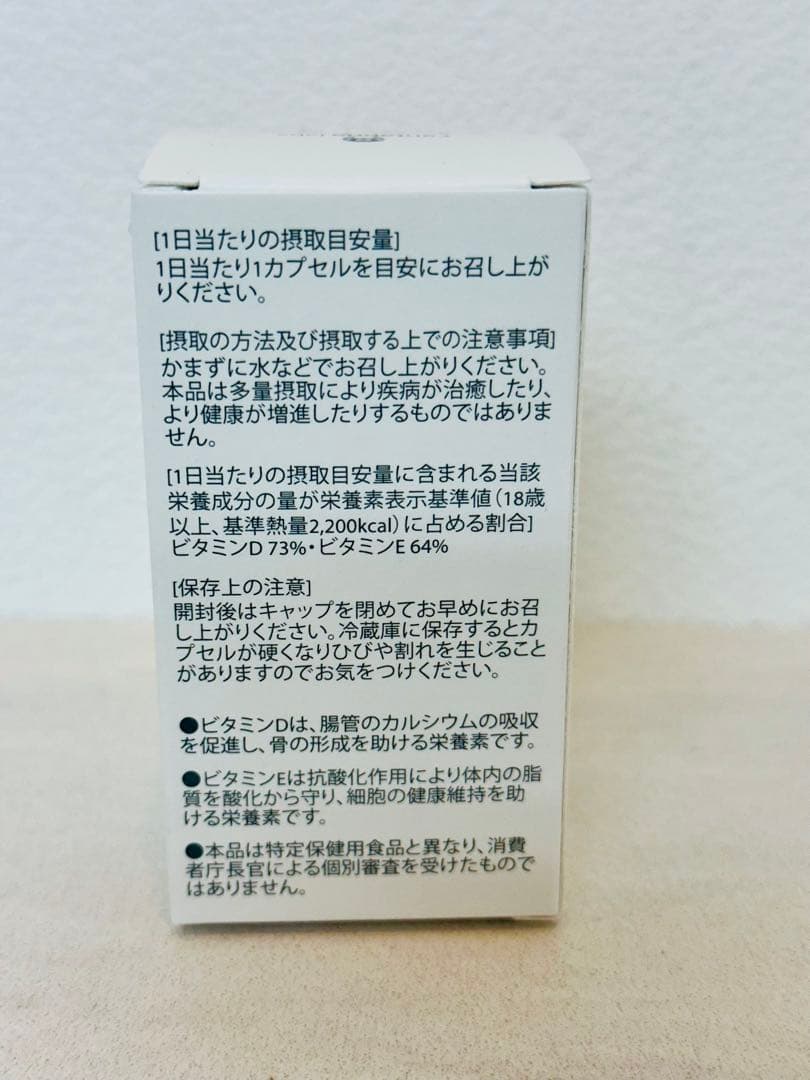 [1日当たりの摂取目安量]
1日当たり1カプセルを目安にお召し上が
りください。
[摂取の方法及び摂取する上での注意事項]
かまずに水などでお召し上がりください。
本品は多量摂取により疾病が治癒したり、
より健康が増進したりするものではありま
せん。
[1日当たりの摂取目安量に含まれる当該
栄養成分の量が栄養素表示基準値(18歳
以上、基準熱量2,200kcal)に占める割合]
ビタミンD 73%・ビタミンE 64%
[保存上の注意]
開封後はキャップを閉めてお早めにお召
し上がりください。冷蔵庫に保存するとカ
プセルが硬くなりひびや割れを生じること
がありますのでお気をつけください。
●ビタミンDは、腸管のカルシウムの吸収
を促進し、骨の形成を助ける栄養素です。
●ビタミンEは抗酸化作用により体内の脂
質を酸化から守り、細胞の健康維持を助
ける栄養素です。
●本品は特定保健用食品と異なり、消費
者庁長官による個別審査を受けたもので
はありません。